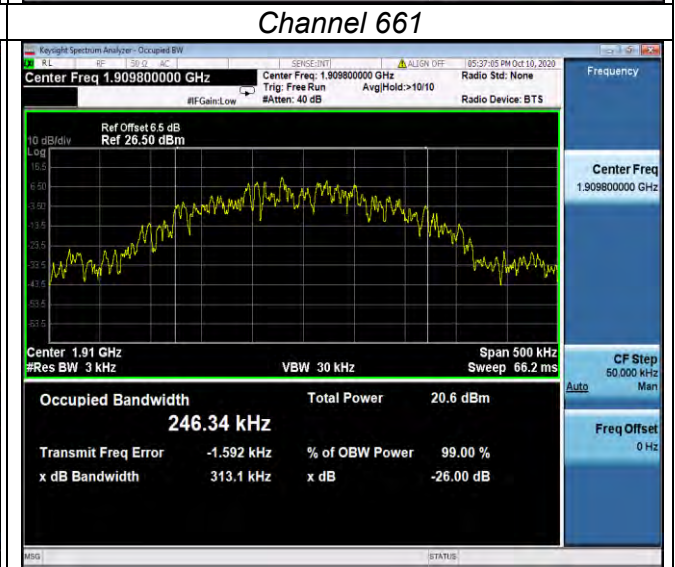 Channel 661
Keysight Spectrum Analyzer - Occupied BW
RL RF 50 Ω AC SENSE:INT ALIGN OFF 05:37:05 PM Oct 10, 2020
Center Freq 1.909800000 GHz
Center Freq: 1.909800000 GHz
Radio Std: None
Trig: Free Run Avg|Hold:>10/10
#IFGain:Low #Atten: 40 dB Radio Device: BTS
Frequency
Ref Offset 6.5 dB
10 dB/div Ref 26.50 dBm
Log
16.5
6.50
-3.50
-13.5
-23.5
-33.5
-43.5
-53.5
-63.5
Center Freq
1.909800000 GHz
Center 1.91 GHz Span 500 kHz
#Res BW 3 kHz VBW 30 kHz Sweep 66.2 ms
CF Step
50.000 kHz
Auto Man
Occupied Bandwidth Total Power 20.6 dBm
246.34 kHz
Transmit Freq Error -1.592 kHz % of OBW Power 99.00 %
x dB Bandwidth 313.1 kHz x dB -26.00 dB
Freq Offset
0 Hz
MSG STATUS